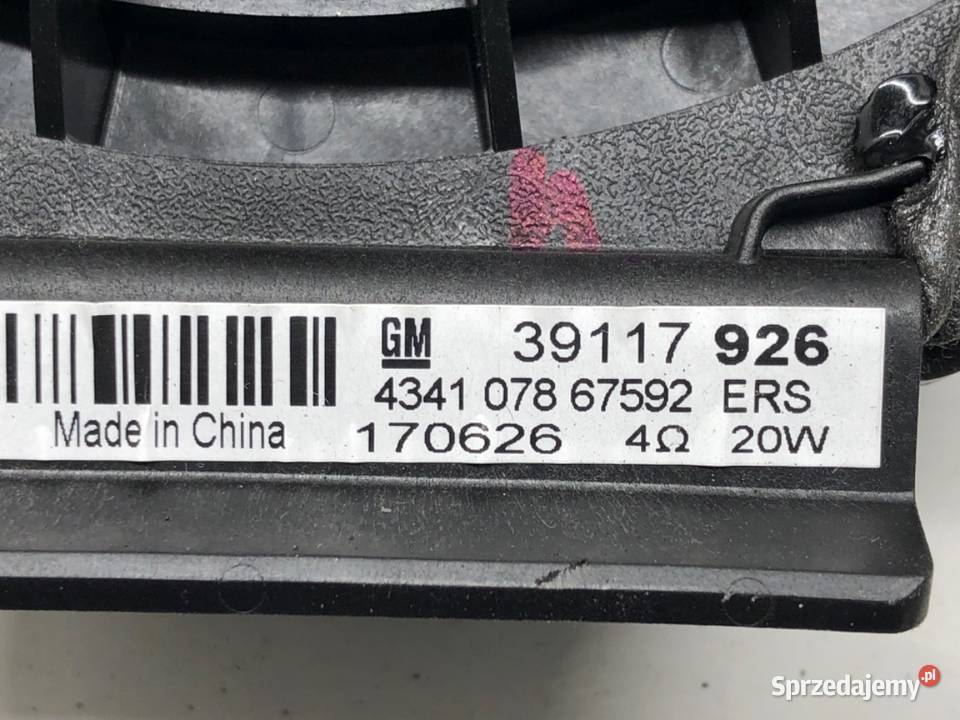 GM 39117 926
4341 078 67592 ERS
Made in China 170626 4Ω 20W
Sprzedajemy.pl